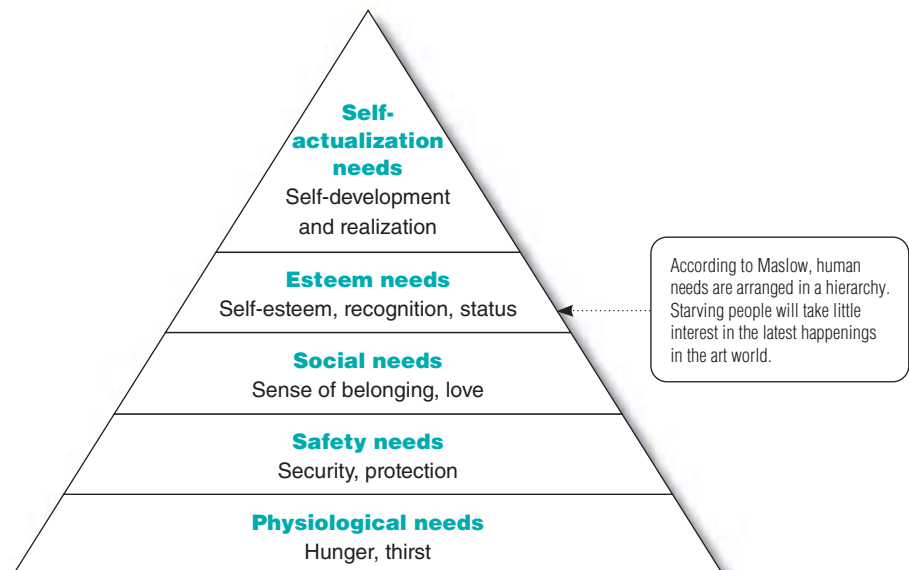 Self-
actualization
needs
Self-development
and realization
Esteem needs
Self-esteem, recognition, status
Social needs
Sense of belonging, love
Safety needs
Security, protection
Physiological needs
Hunger, thirst
According to Maslow, human
needs are arranged in a hierarchy.
Starving people will take little
interest in the latest happenings
in the art world.